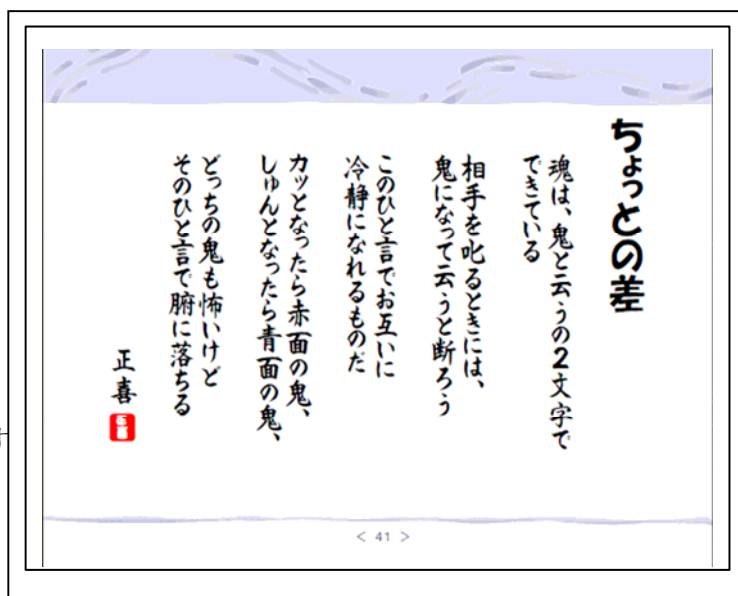 ちょっとの差
魂は、鬼と云うの2文字で
できている
相手を叱るときには、
鬼になって云うと断ろう
このひと言でお互いに
冷静になれるものだ
カッとなったら赤面の鬼、
しゅんとなったら青面の鬼、
どっちの鬼も怖いけど
そのひと言で腑に落ちる
正喜
< 41 >